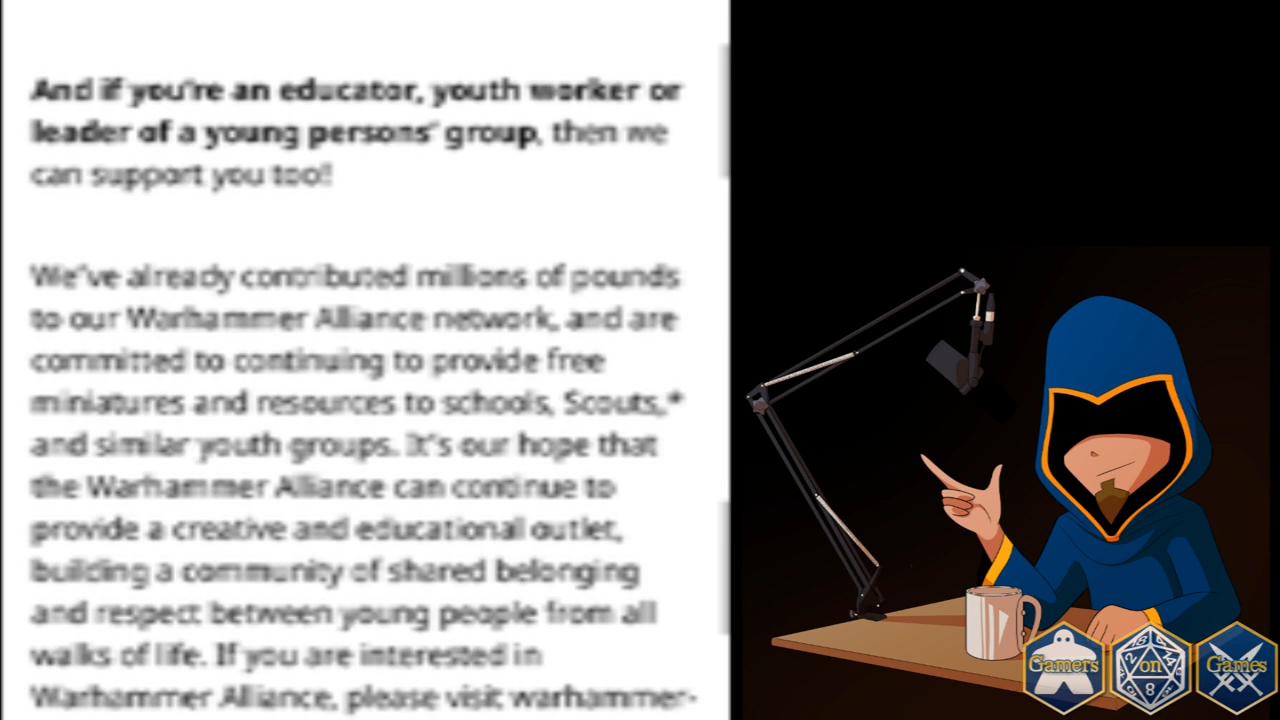 And if you're an educator, youth worker or
leader of a young persons' group, then we
can support you too!
We've already contributed millions of pounds
to our Warhammer Alliance network, and are
committed to continuing to provide free
miniatures and resources to schools, Scouts,*
and similar youth groups. It's our hope that
the Warhammer Alliance can continue to
provide a creative and educational outlet,
building a community of shared belonging
and respect between young people from all
walks of life. If you are interested in
Warhammer Alliance, please visit warhammer-
Gamers on Games
8